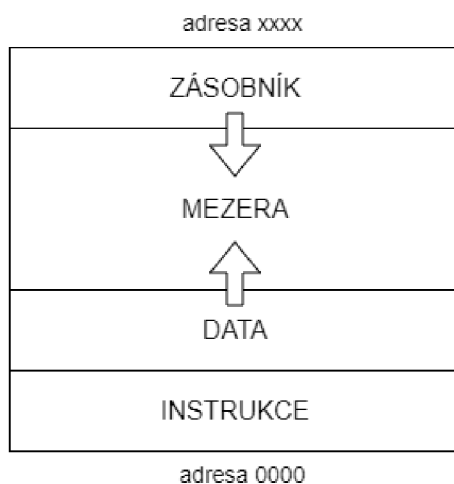 adresa xxxx
ZÁSOBNÍK
MEZERA
DATA
INSTRUKCE
adresa 0000